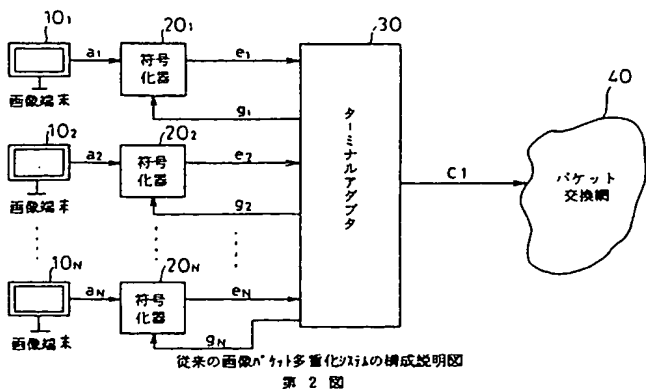 10₁
a₁
20₁
符号
化器
e₁
g₁
画像端末
30
ターミナルアダプタ
10₂
a₂
20₂
符号
化器
e₂
g₂
画像端末
C1
40
パケット
交換網
10N
aN
20N
符号
化器
eN
gN
画像端末
従来の画像パケット多重化システムの構成説明図
第 2 図